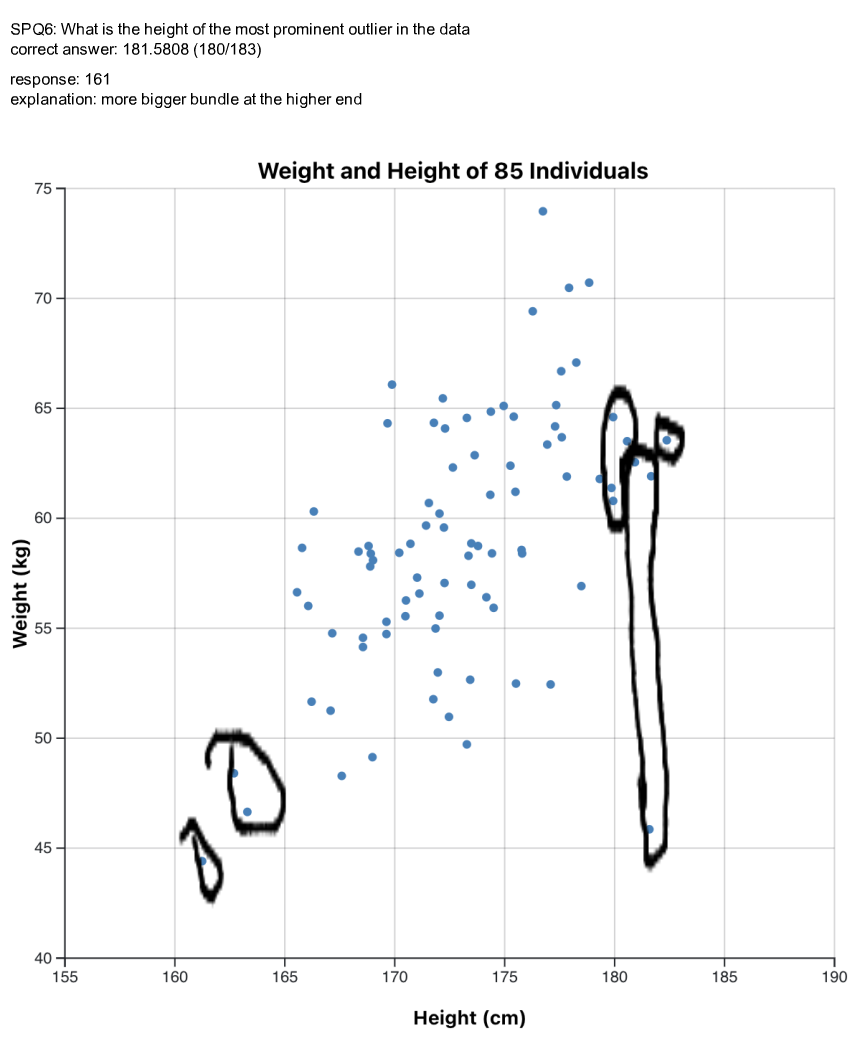 SPQ6: What is the height of the most prominent outlier in the data
correct answer: 181.5808 (180/183)
response: 161
explanation: more bigger bundle at the higher end
Weight and Height of 85 Individuals
75
70
65
60
55
50
45
40
Weight (kg)
155 160 165 170 175 180 185 190
Height (cm)